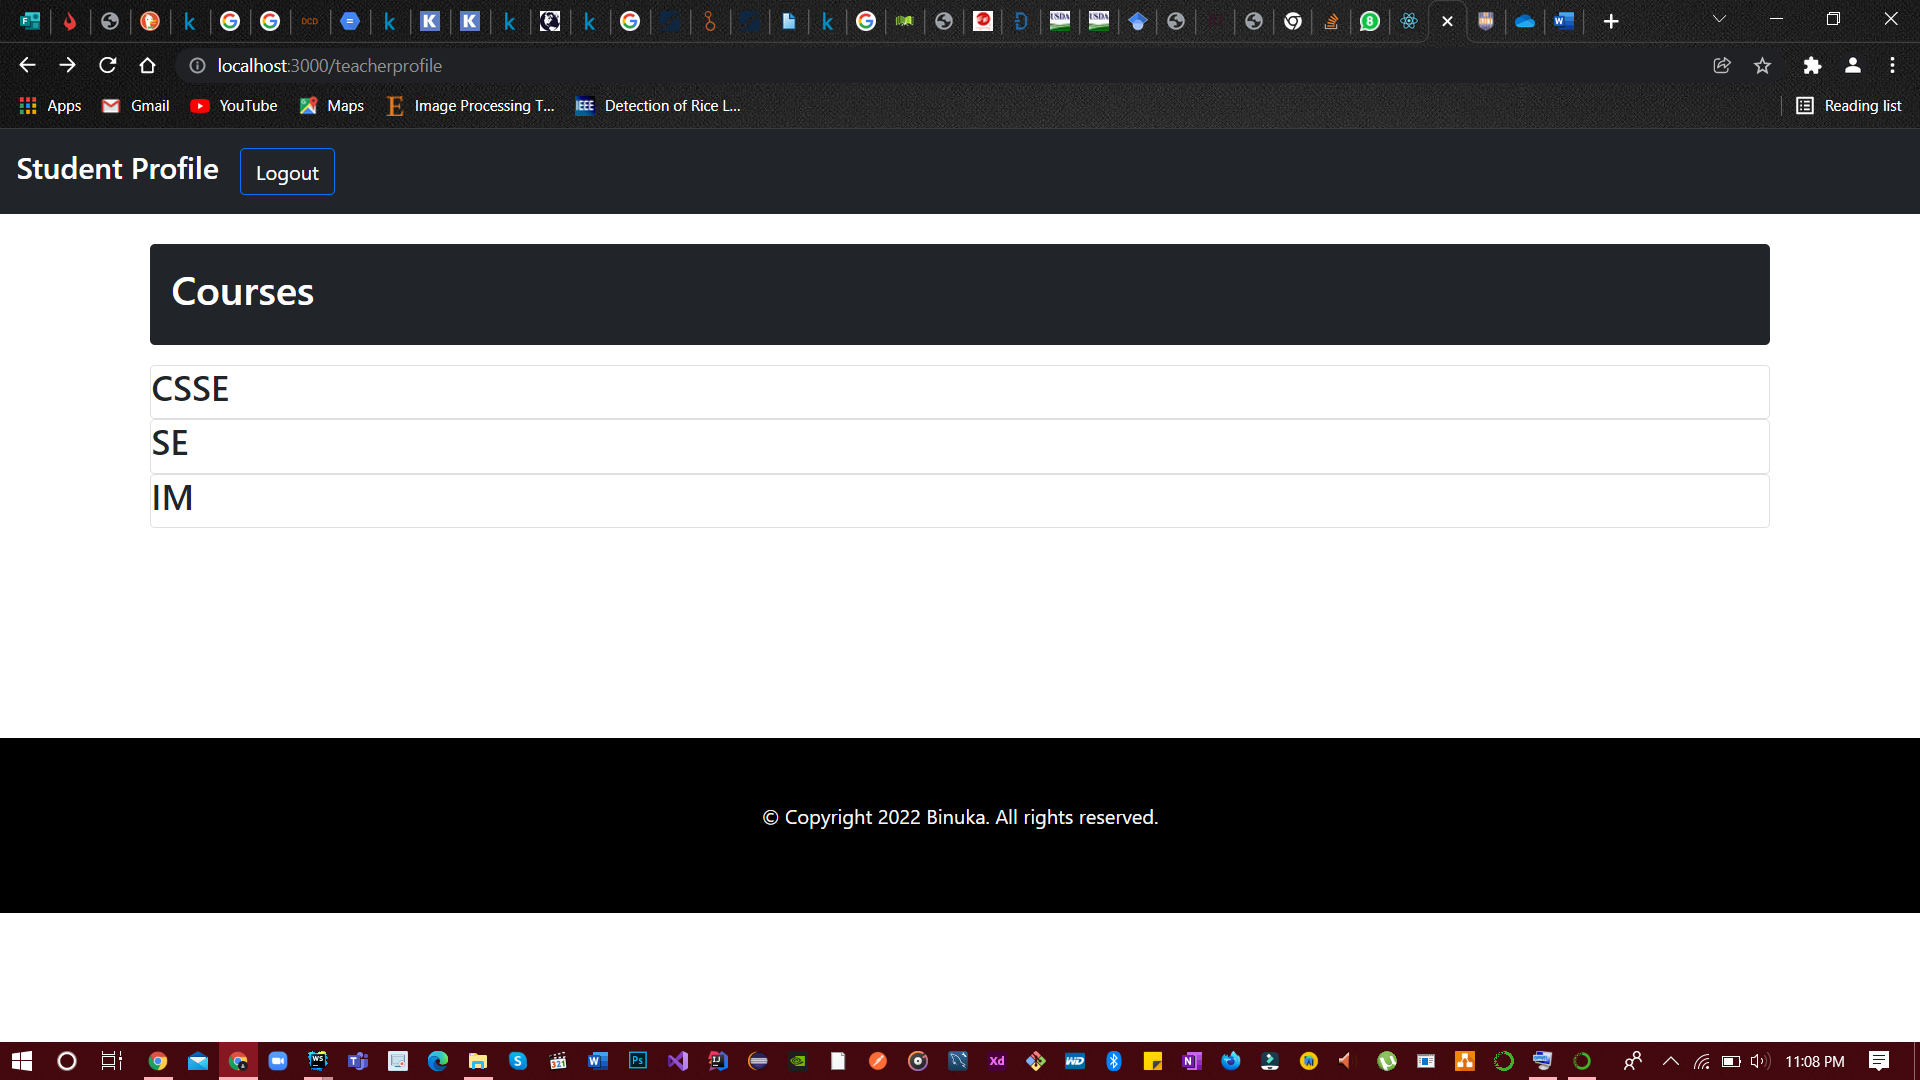 localhost:3000/teacherprofile
Apps Gmail YouTube Maps Image Processing T... IEEE Detection of Rice L... Reading list
Student Profile Logout
Courses
CSSE
SE
IM
© Copyright 2022 Binuka. All rights reserved.
11:08 PM